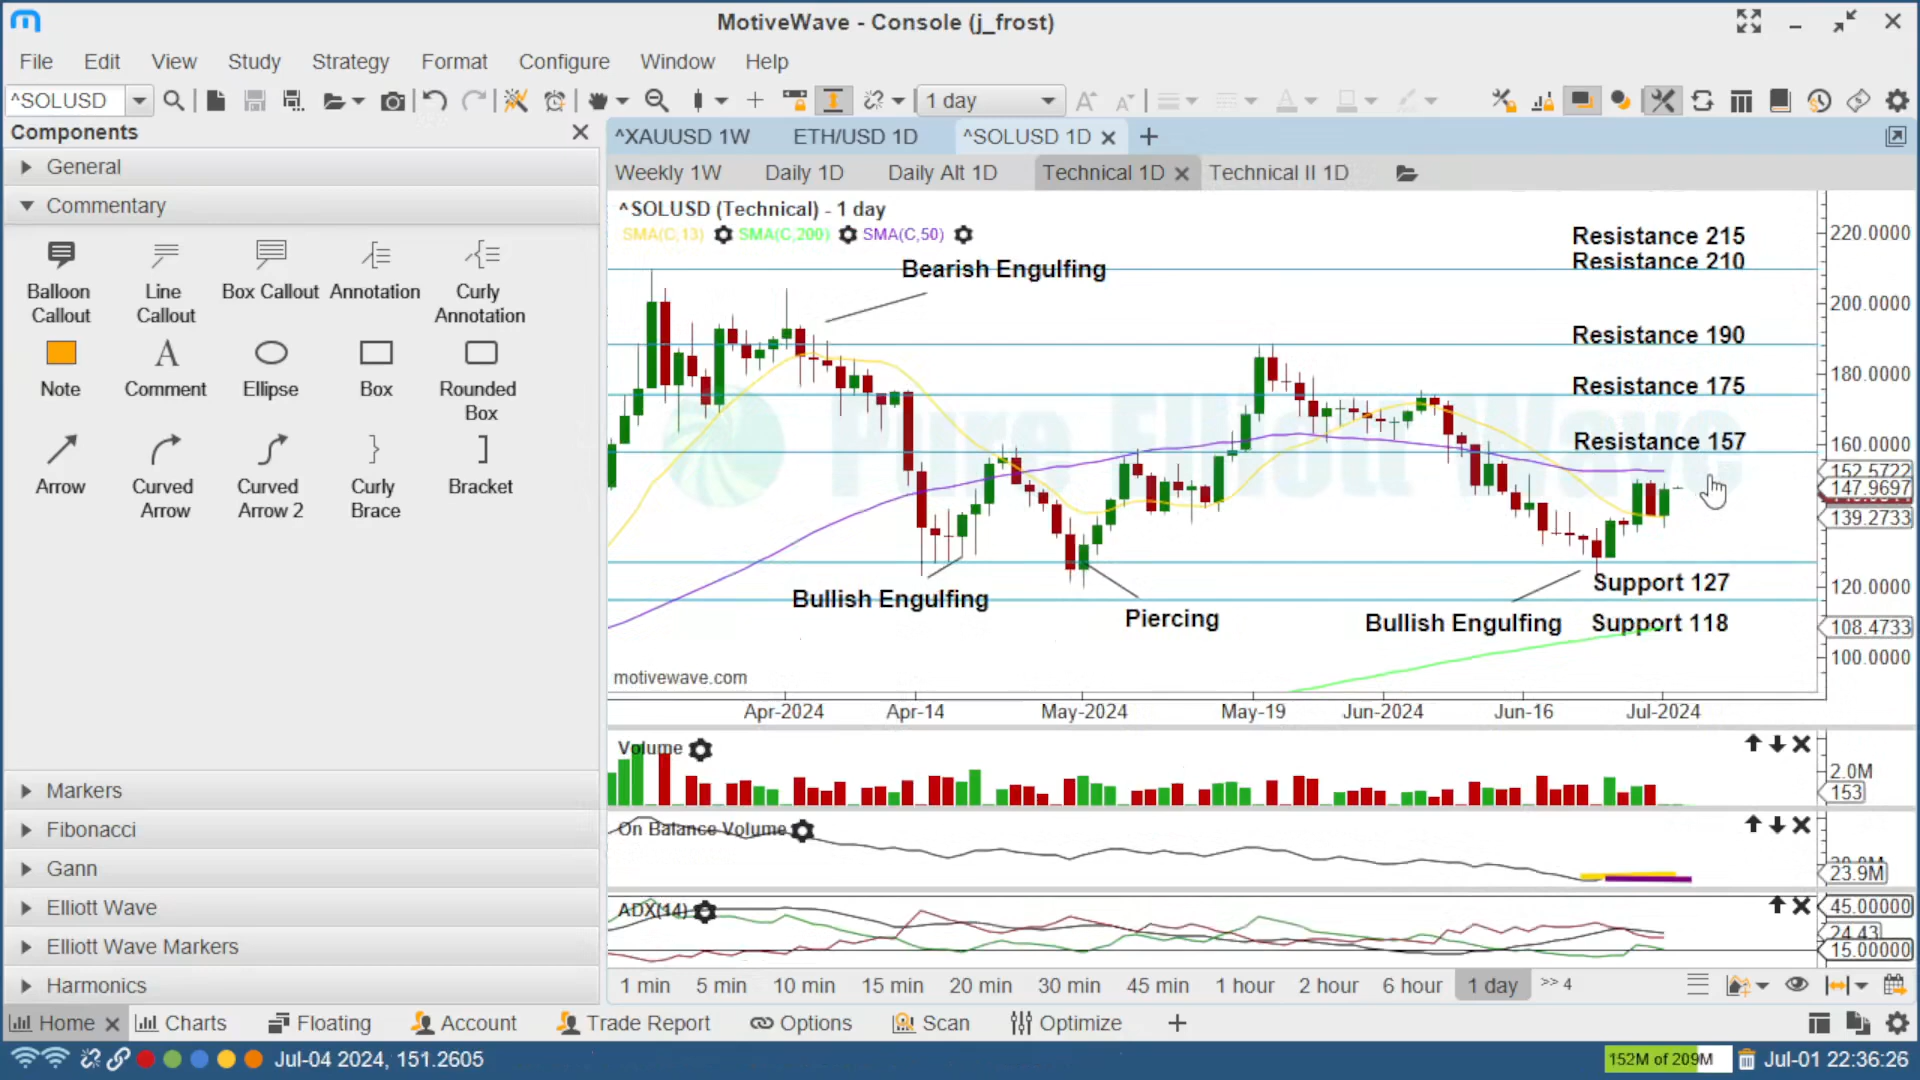 MotiveWave - Console (j_frost)
File Edit View Study Strategy Format Configure Window Help
^SOLUSD
1 day
Components
^XAUUSD 1W ETH/USD 1D ^SOLUSD 1D
General
Weekly 1W Daily 1D Daily Alt 1D Technical 1D Technical II 1D
Commentary
Balloon Callout
Line Callout
Box Callout
Annotation
Curly Annotation
Note
Comment
Ellipse
Box
Rounded Box
Arrow
Curved Arrow
Curved Arrow 2
Curly Brace
Bracket
Markers
Fibonacci
Gann
Elliott Wave
Elliott Wave Markers
Harmonics
^SOLUSD (Technical) - 1 day
SMA(C,13) SMA(C,200) SMA(C,50)
Bearish Engulfing
Resistance 215
Resistance 210
Resistance 190
Resistance 175
Resistance 157
Pure Elliott Wave
Bullish Engulfing
Piercing
Bullish Engulfing
Support 127
Support 118
motivewave.com
220.0000
200.0000
180.0000
160.0000
152.5722
147.9697
139.2733
120.0000
108.4733
100.0000
Apr-2024 Apr-14 May-2024 May-19 Jun-2024 Jun-16 Jul-2024
Volume
2.0M
153
On Balance Volume
23.9M
ADX(14)
45.00000
24.43
15.00000
1 min 5 min 10 min 15 min 20 min 30 min 45 min 1 hour 2 hour 6 hour 1 day >> 4
Home Charts Floating Account Trade Report Options Scan Optimize
Jul-04 2024, 151.2605
152M of 209M
Jul-01 22:36:26